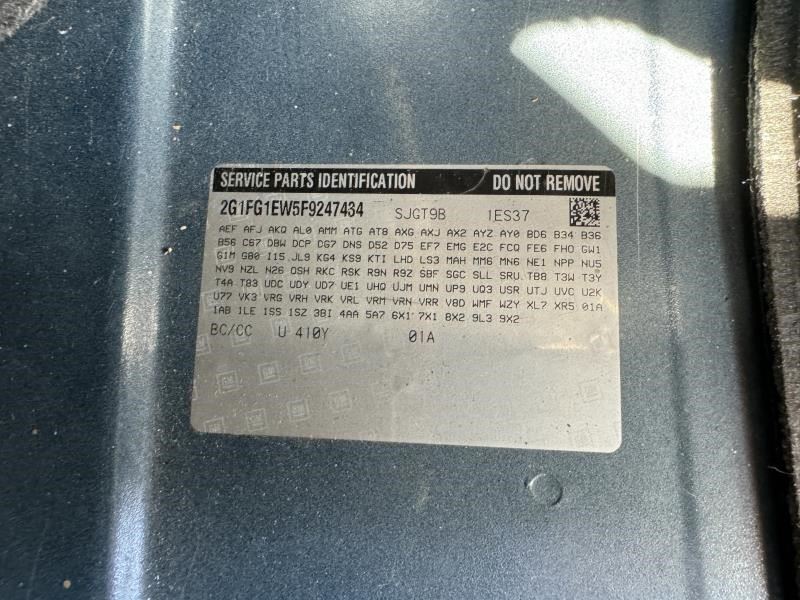 SERVICE PARTS IDENTIFICATION DO NOT REMOVE
2G1FG1EW5F9247434 SJGT9B 1ES37
AEF AFJ AKQ AL0 AMM ATG AT8 AXG AXJ AX2 AYZ AY0 BD6 B34 B36
B56 C67 DBW DCP DG7 DNS D52 D75 EF7 EMG E2C FCQ FE6 FHO GW1
G1M G80 I15 JL9 KG4 KS9 KTI LHD LS3 MAH MM6 MN6 NE1 NPP NU5
NV9 NZL N26 OSH RKC RSK R9N R9Z SBF SGC SLL SRU TB8 T3W T3Y
T4A T83 UDC UDY UD7 UE1 UHQ UJM UMN UP9 UQ3 USR UTJ UVC U2K
U77 VK3 VRG VRH VRK VRL VRM VRN VRR V8D WMF WZY XL7 XR5 01A
1AB 1LE 1SS 1SZ 3BI 4AA 5A7 6X1 7X1 8X2 9L3 9X2
BC/CC U 410Y 01A